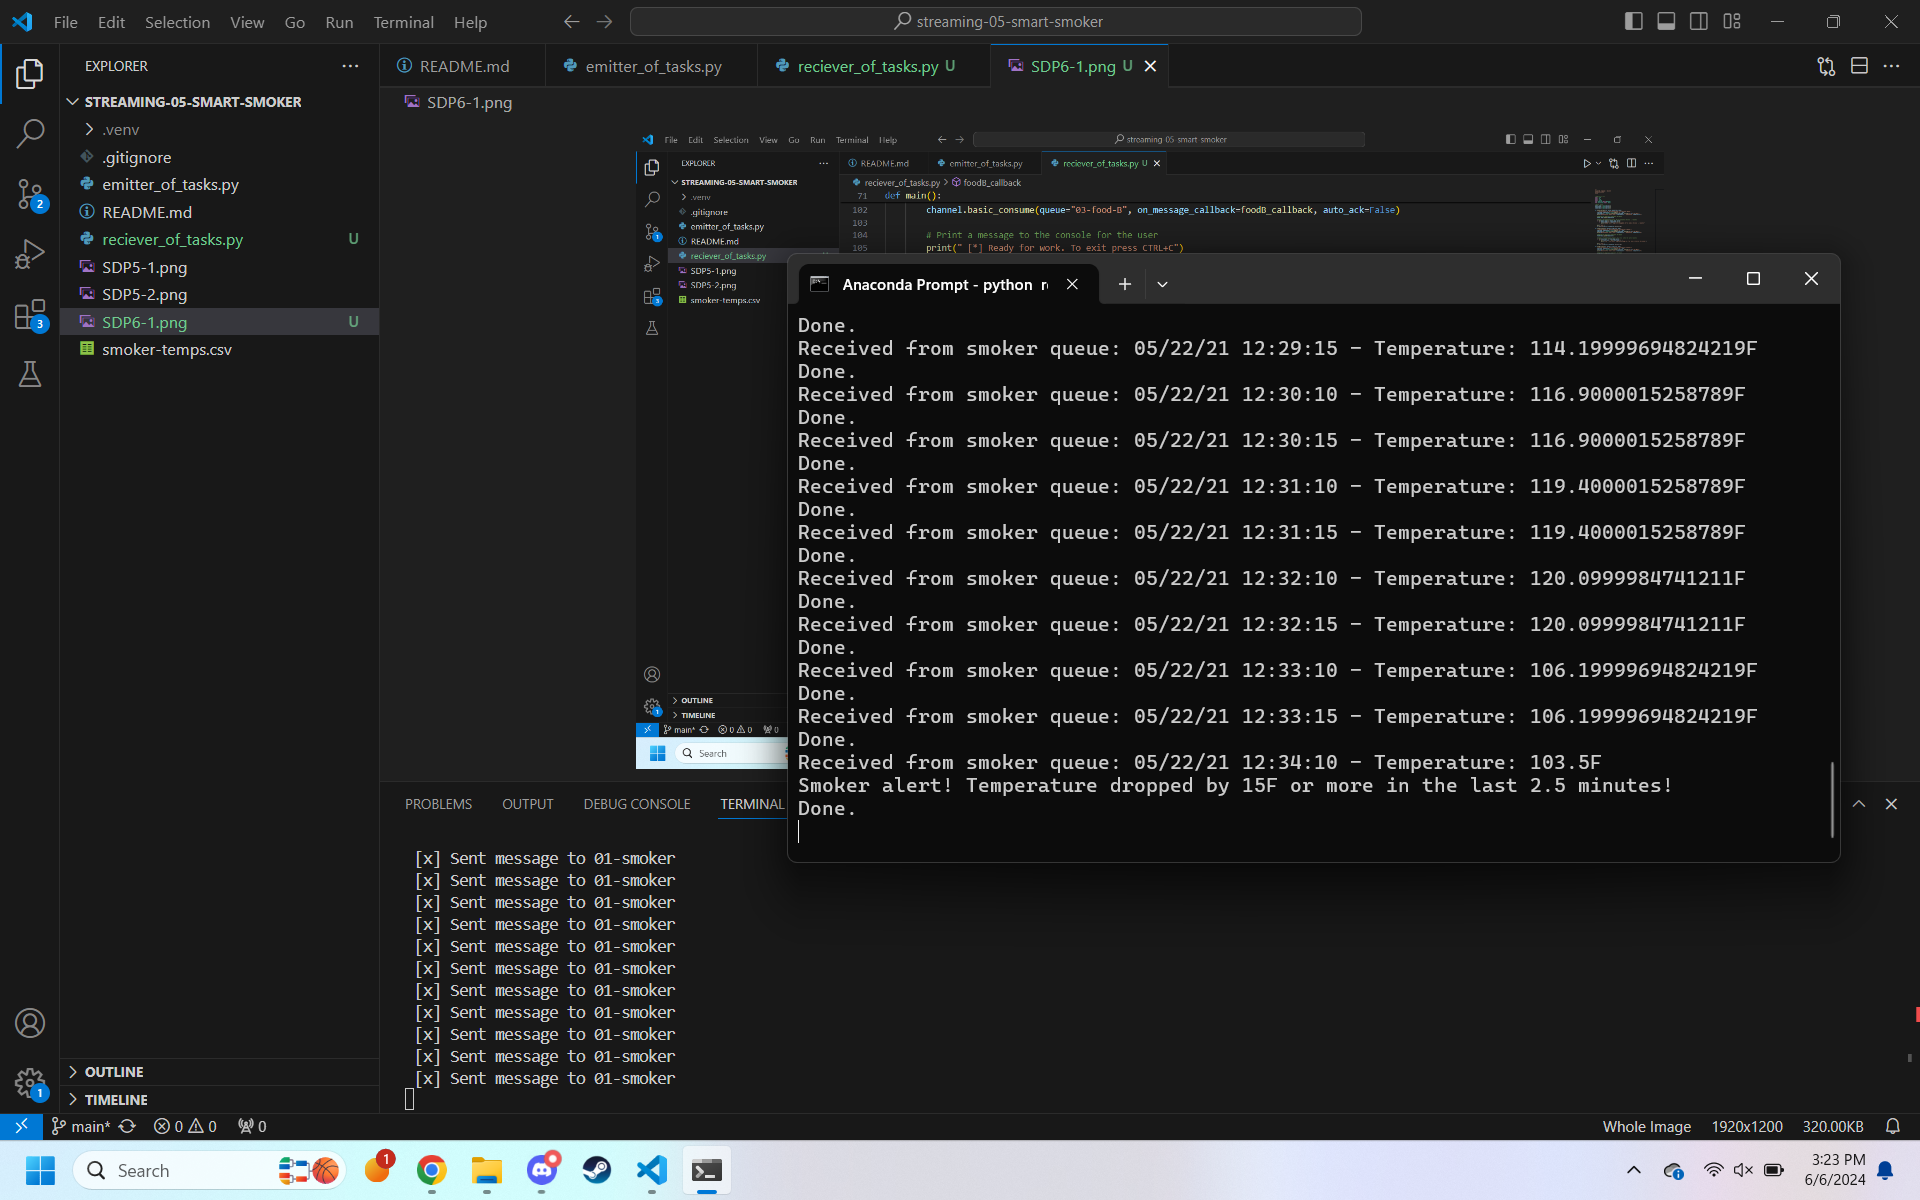 File Edit Selection View Go Run Terminal Help
streaming-05-smart-smoker
EXPLORER
STREAMING-05-SMART-SMOKER
.venv
.gitignore
emitter_of_tasks.py
README.md
reciever_of_tasks.py U
SDP5-1.png
SDP5-2.png
SDP6-1.png U
smoker-temps.csv
2
3
README.md
emitter_of_tasks.py
reciever_of_tasks.py U
SDP6-1.png U
SDP6-1.png
File Edit Selection View Go Run Terminal Help
streaming-05-smart-smoker
EXPLORER
STREAMING-05-SMART-SMOKER
.venv
.gitignore
emitter_of_tasks.py
README.md
reciever_of_tasks.py
SDP5-1.png
SDP5-2.png
smoker-temps.csv
README.md
emitter_of_tasks.py
reciever_of_tasks.py U
reciever_of_tasks.py > foodB_callback
71 def main():
102 channel.basic_consume(queue="03-food-B", on_message_callback=foodB_callback, auto_ack=False)
103
104 # Print a message to the console for the user
105 print(" [*] Ready for work. To exit press CTRL+C")
OUTLINE
TIMELINE
main* 0 0 0
Search
Anaconda Prompt - python r
Done.
Received from smoker queue: 05/22/21 12:29:15 - Temperature: 114.19999694824219F
Done.
Received from smoker queue: 05/22/21 12:30:10 - Temperature: 116.9000015258789F
Done.
Received from smoker queue: 05/22/21 12:30:15 - Temperature: 116.9000015258789F
Done.
Received from smoker queue: 05/22/21 12:31:10 - Temperature: 119.4000015258789F
Done.
Received from smoker queue: 05/22/21 12:31:15 - Temperature: 119.4000015258789F
Done.
Received from smoker queue: 05/22/21 12:32:10 - Temperature: 120.0999984741211F
Done.
Received from smoker queue: 05/22/21 12:32:15 - Temperature: 120.0999984741211F
Done.
Received from smoker queue: 05/22/21 12:33:10 - Temperature: 106.19999694824219F
Done.
Received from smoker queue: 05/22/21 12:33:15 - Temperature: 106.19999694824219F
Done.
Received from smoker queue: 05/22/21 12:34:10 - Temperature: 103.5F
Smoker alert! Temperature dropped by 15F or more in the last 2.5 minutes!
Done.
PROBLEMS OUTPUT DEBUG CONSOLE TERMINAL
[x] Sent message to 01-smoker
[x] Sent message to 01-smoker
[x] Sent message to 01-smoker
[x] Sent message to 01-smoker
[x] Sent message to 01-smoker
[x] Sent message to 01-smoker
[x] Sent message to 01-smoker
[x] Sent message to 01-smoker
[x] Sent message to 01-smoker
[x] Sent message to 01-smoker
[x] Sent message to 01-smoker
OUTLINE
TIMELINE
1
main* 0 0 0
Whole Image 1920x1200 320.00KB
Search
1
3:23 PM
6/6/2024